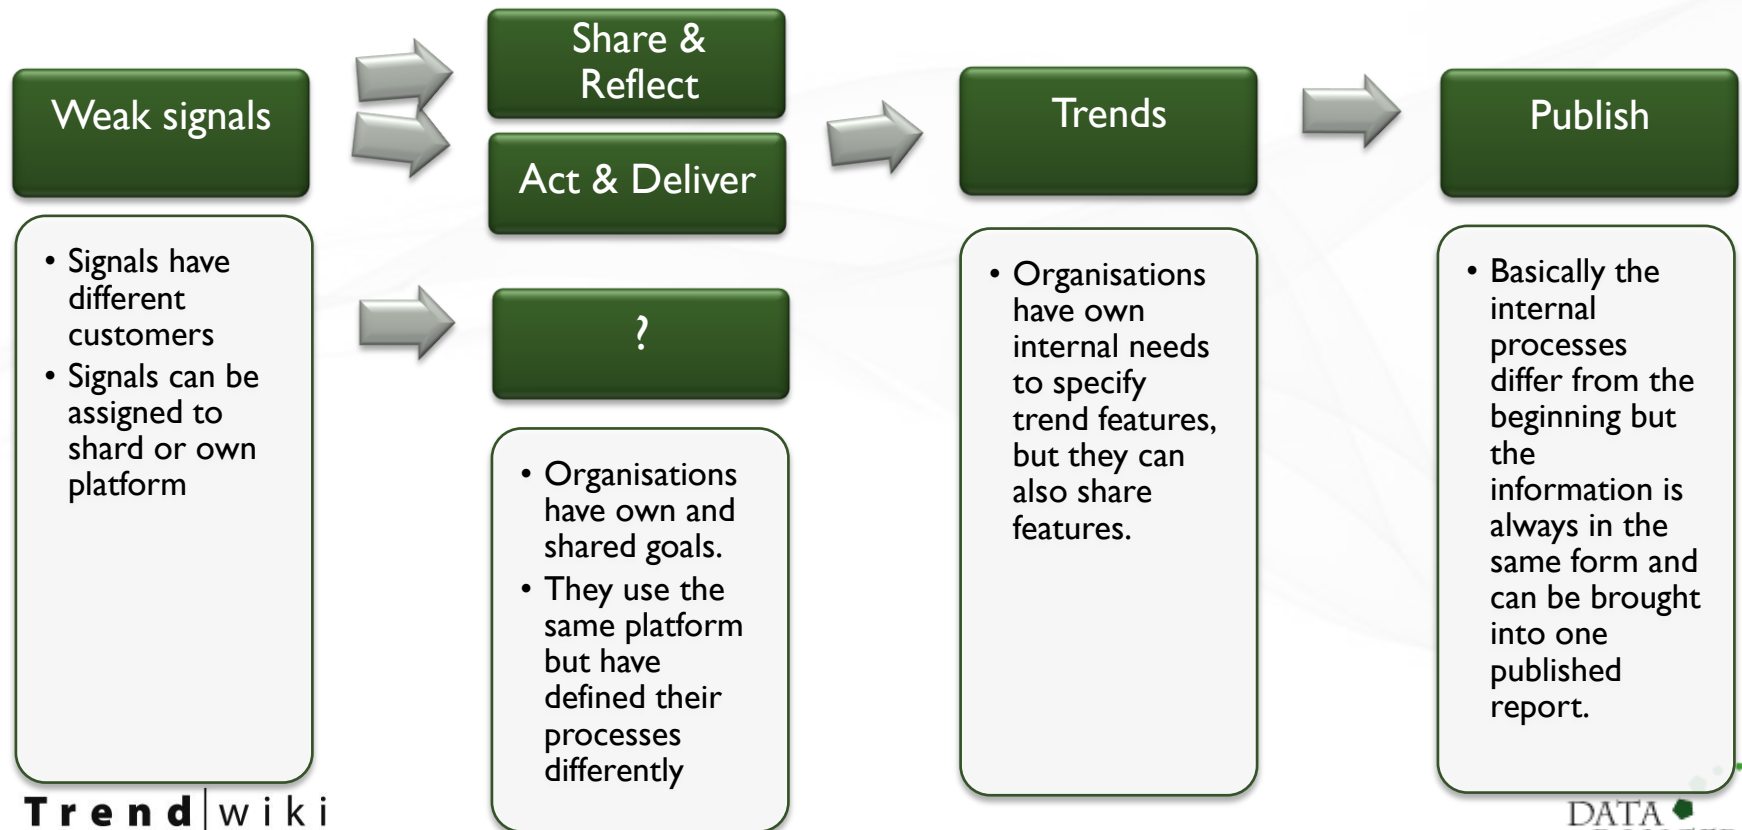 Weak signals
• Signals have
different
customers
• Signals can be
assigned to
shard or own
platform
Share &
Reflect
Act & Deliver
?
• Organisations
have own and
shared goals.
• They use the
same platform
but have
defined their
processes
differently
Trends
• Organisations
have own
internal needs
to specify
trend features,
but they can
also share
features.
Publish
• Basically the
internal
processes
differ from the
beginning but
the
information is
always in the
same form and
can be brought
into one
published
report.
Trend|wiki
DATA